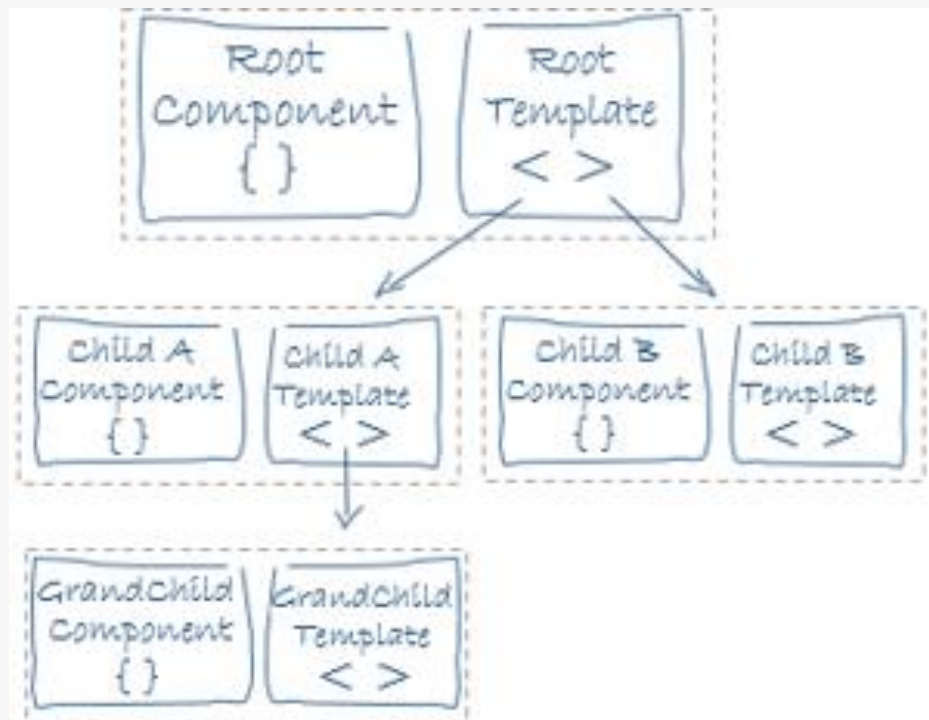 Root
Component
{ }
Root
Template
< >
Child A
Component
{ }
Child A
Template
< >
Child B
Component
{ }
Child B
Template
< >
GrandChild
Component
{ }
GrandChild
Template
< >